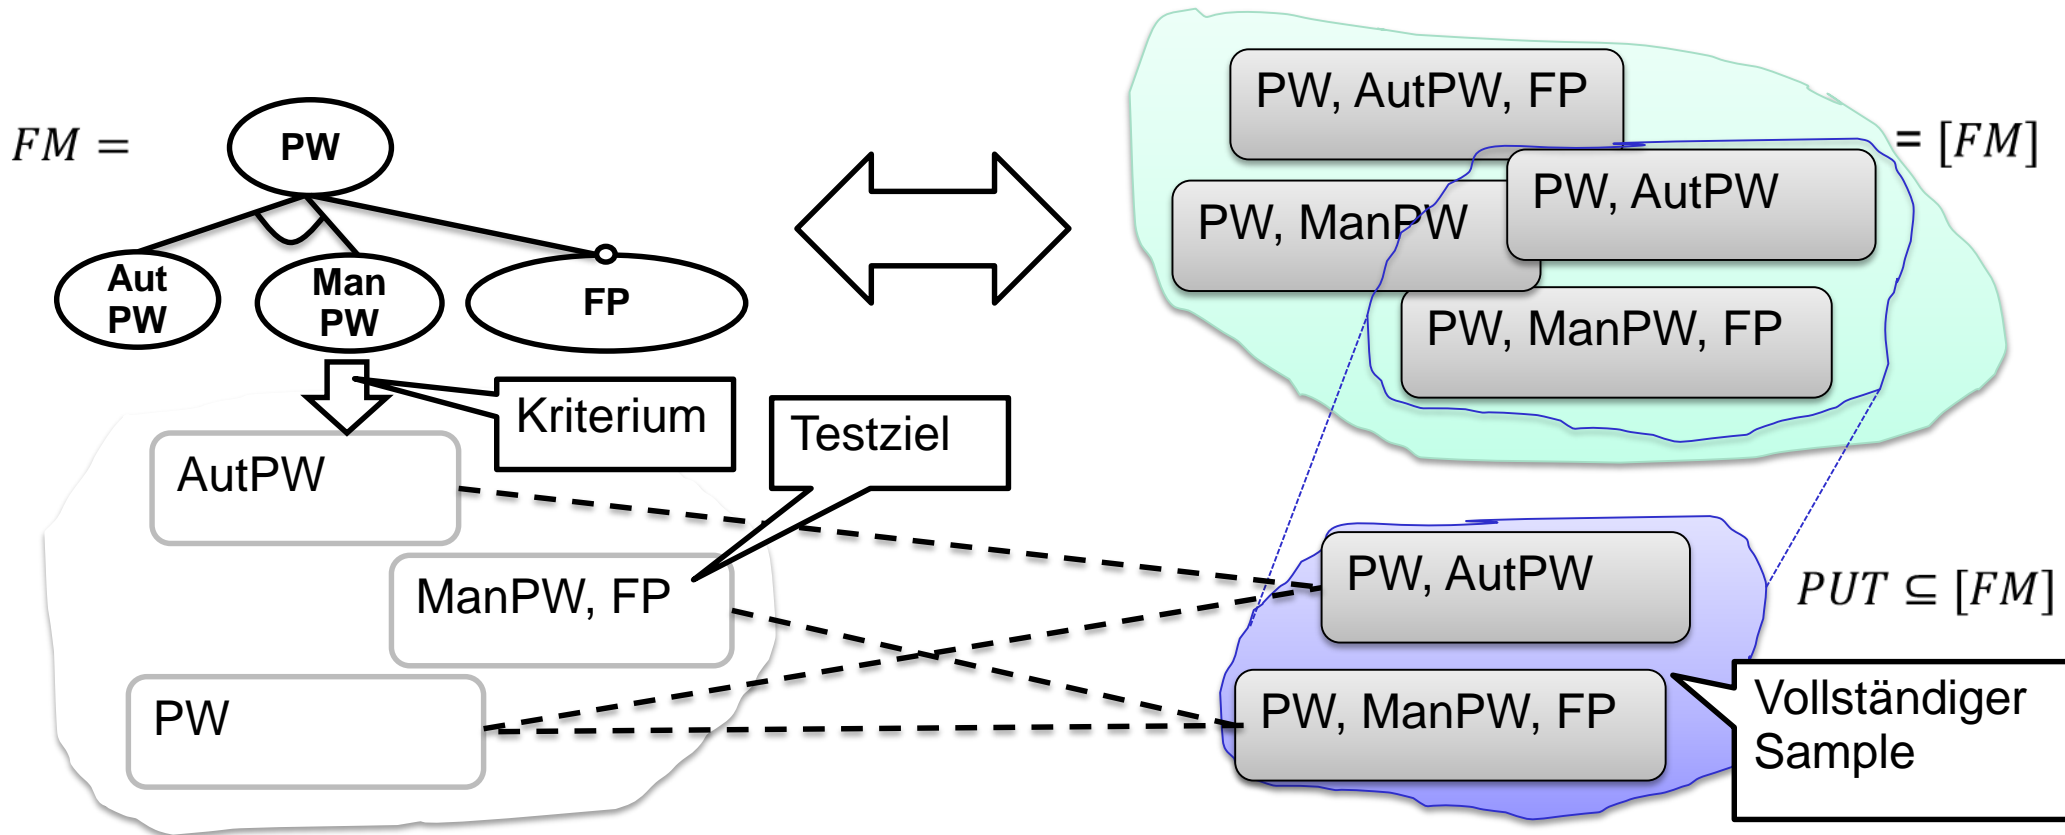 FM =
PW
Aut
PW
Man
PW
FP
PW, AutPW, FP
PW, AutPW
PW, ManPW
PW, ManPW, FP
= [FM]
Kriterium
Testziel
AutPW
ManPW, FP
PW
PW, AutPW
PW, ManPW, FP
PUT ⊆ [FM]
Vollständiger
Sample